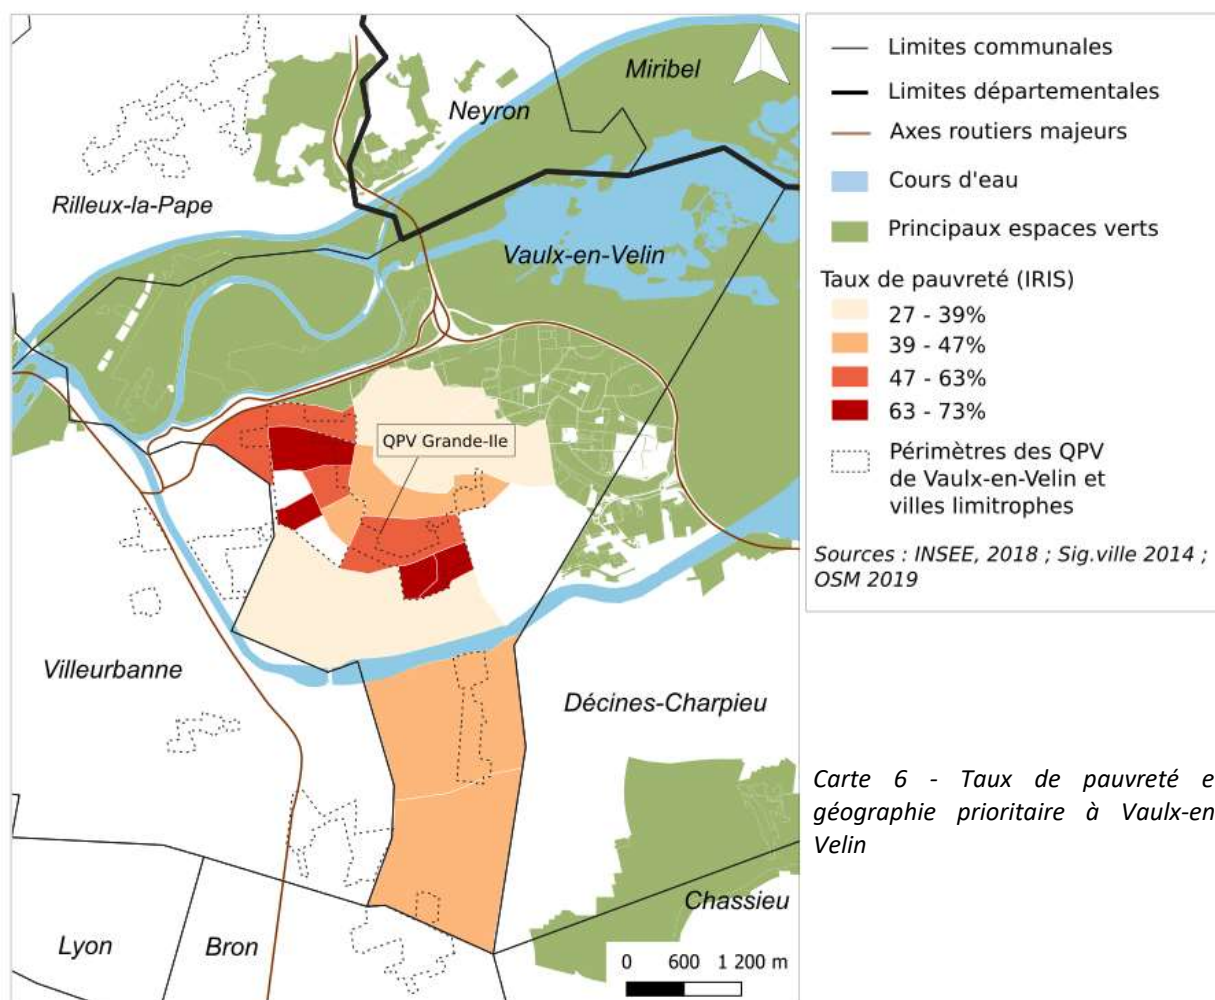 Miribel
Neyron
Rilleux-la-Pape
Vaulx-en-Velin
QPV Grande-Ile
Villeurbanne
Décines-Charpieu
Chassieu
Lyon
Bron
0 600 1 200 m
Limites communales
Limites départementales
Axes routiers majeurs
Cours d'eau
Principaux espaces verts
Taux de pauvreté (IRIS)
27 - 39%
39 - 47%
47 - 63%
63 - 73%
Périmètres des QPV
de Vaulx-en-Velin et
villes limitrophes
Sources : INSEE, 2018 ; Sig.ville 2014 ;
OSM 2019
Carte 6 - Taux de pauvreté e
géographie prioritaire à Vaulx-en
Velin